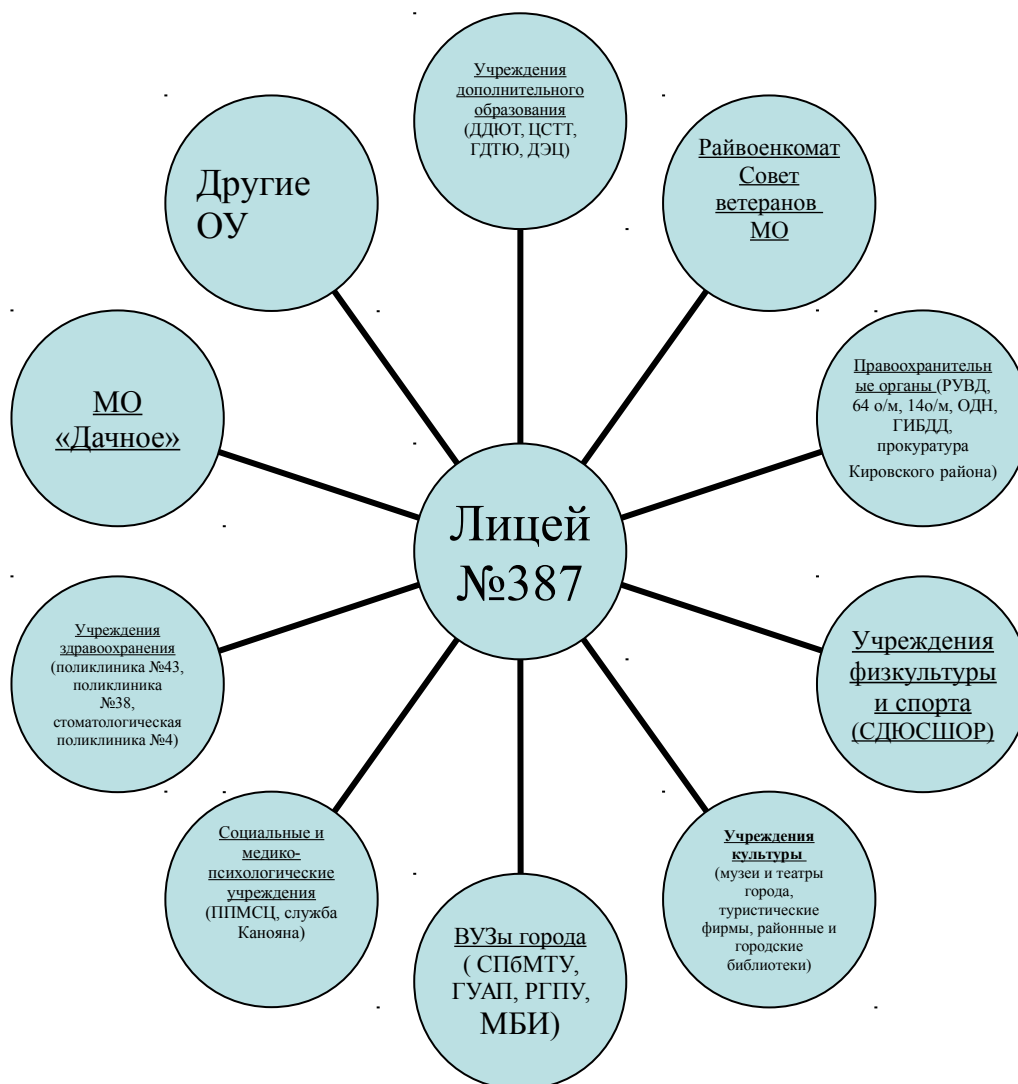 Учреждения
дополнительного
образования
(ДДЮТ, ЦСТТ,
ГДТЮ, ДЭЦ)
Райвоенкомат
Совет
ветеранов
МО
Правоохранительн
ые органы (РУВД,
64 о/м, 14о/м, ОДН,
ГИБДД,
прокуратура
Кировского района)
Учреждения
физкультуры
и спорта
(СДЮСШОР)
Учреждения
культуры
(музеи и театры
города,
туристические
фирмы, районные и
городские
библиотеки)
ВУЗы города
( СПбМТУ,
ГУАП, РГПУ,
МБИ)
Социальные и
медико-
психологические
учреждения
(ППМСЦ, служба
Канояна)
Учреждения
здравоохранения
(поликлиника №43,
поликлиника
№38,
стоматологическая
поликлиника №4)
МО
«Дачное»
Другие
ОУ
Лицей
№387